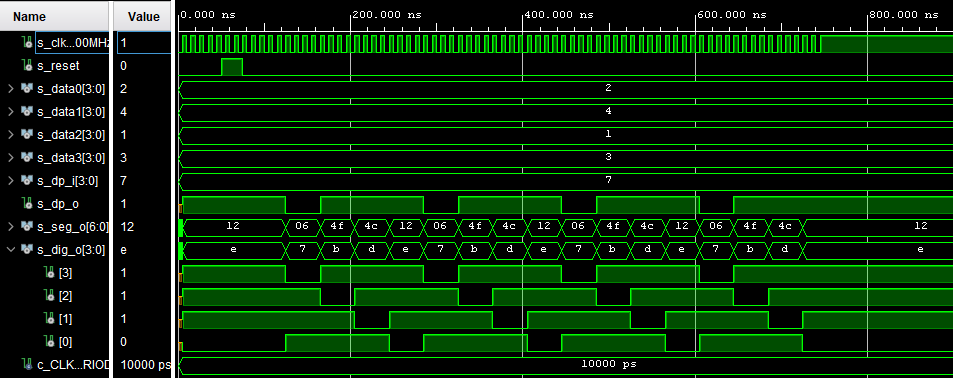 Name Value 0.000 ns 200.000 ns 400.000 ns 600.000 ns 800.000 ns
s_clk...00MHz 1
s_reset 0
s_data0[3:0] 2 2
s_data1[3:0] 4 4
s_data2[3:0] 1 1
s_data3[3:0] 3 3
s_dp_i[3:0] 7 7
s_dp_o 1
s_seg_o[6:0] 12 12 06 4f 4c 12 06 4f 4c 12 06 4f 4c 12 06 4f 4c 12
s_dig_o[3:0] e e 7 b d e 7 b d e 7 b d e 7 b d e
[3] 1
[2] 1
[1] 1
[0] 0
c_CLK...RIOD 10000 ps 10000 ps